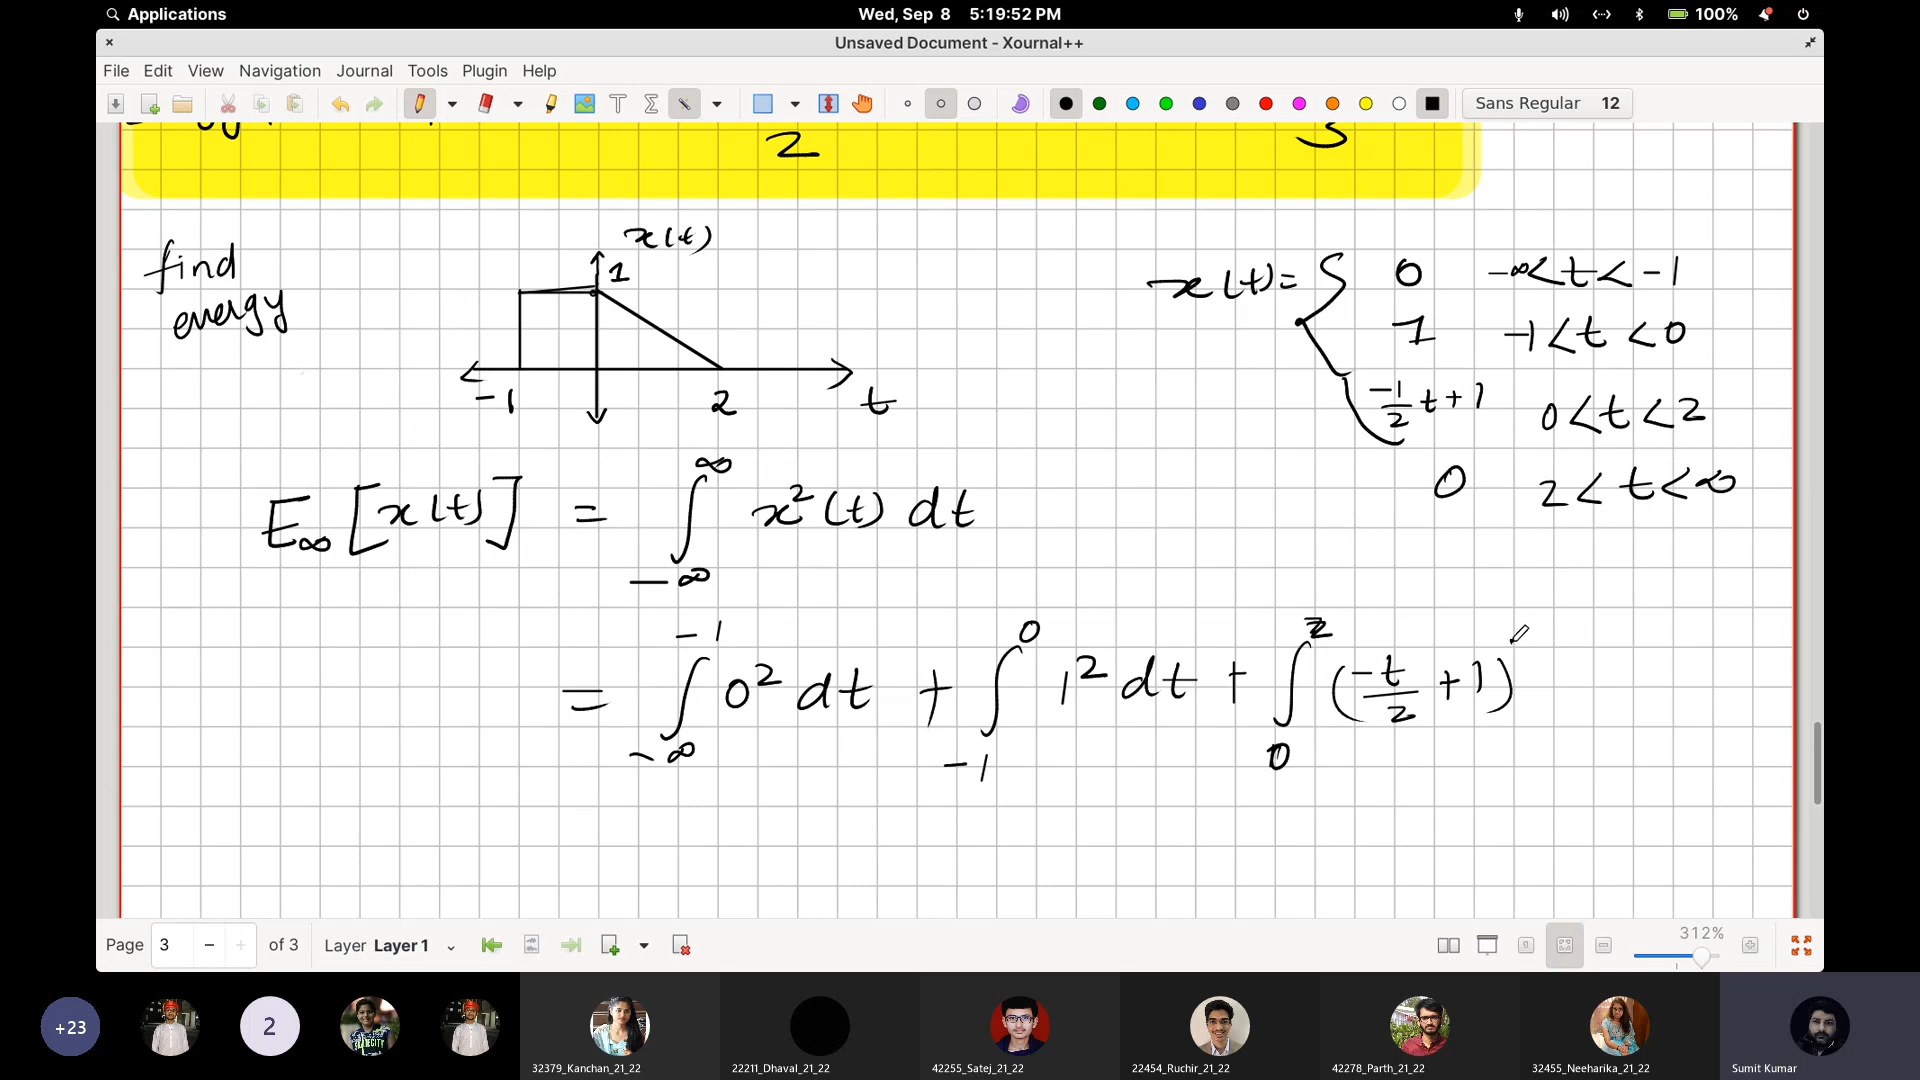 Applications
Wed, Sep 8 5:19:52 PM
100%
Unsaved Document - Xournal++
File Edit View Navigation Journal Tools Plugin Help
Sans Regular 12
2
find
energy
x(t)
1
-1
2
t
x(t)= { 0 -∞<t<-1
1 -1<t<0
-1/2 t+1 0<t<2
0 2<t<∞
E∞[x(t)] = ∫_{-∞}^{∞} x²(t) dt
= ∫_{-∞}^{-1} 0² dt + ∫_{-1}^{0} 1² dt + ∫_{0}^{2} (-t/2 +1)
Page 3 of 3 Layer Layer 1
312%
+23
2
32379_Kanchan_21_22
22211_Dhaval_21_22
42255_Satej_21_22
22454_Ruchir_21_22
42278_Parth_21_22
32455_Neeharika_21_22
Sumit Kumar